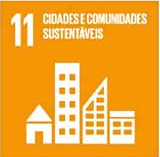 11 CIDADES E COMUNIDADES
SUSTENTÁVEIS